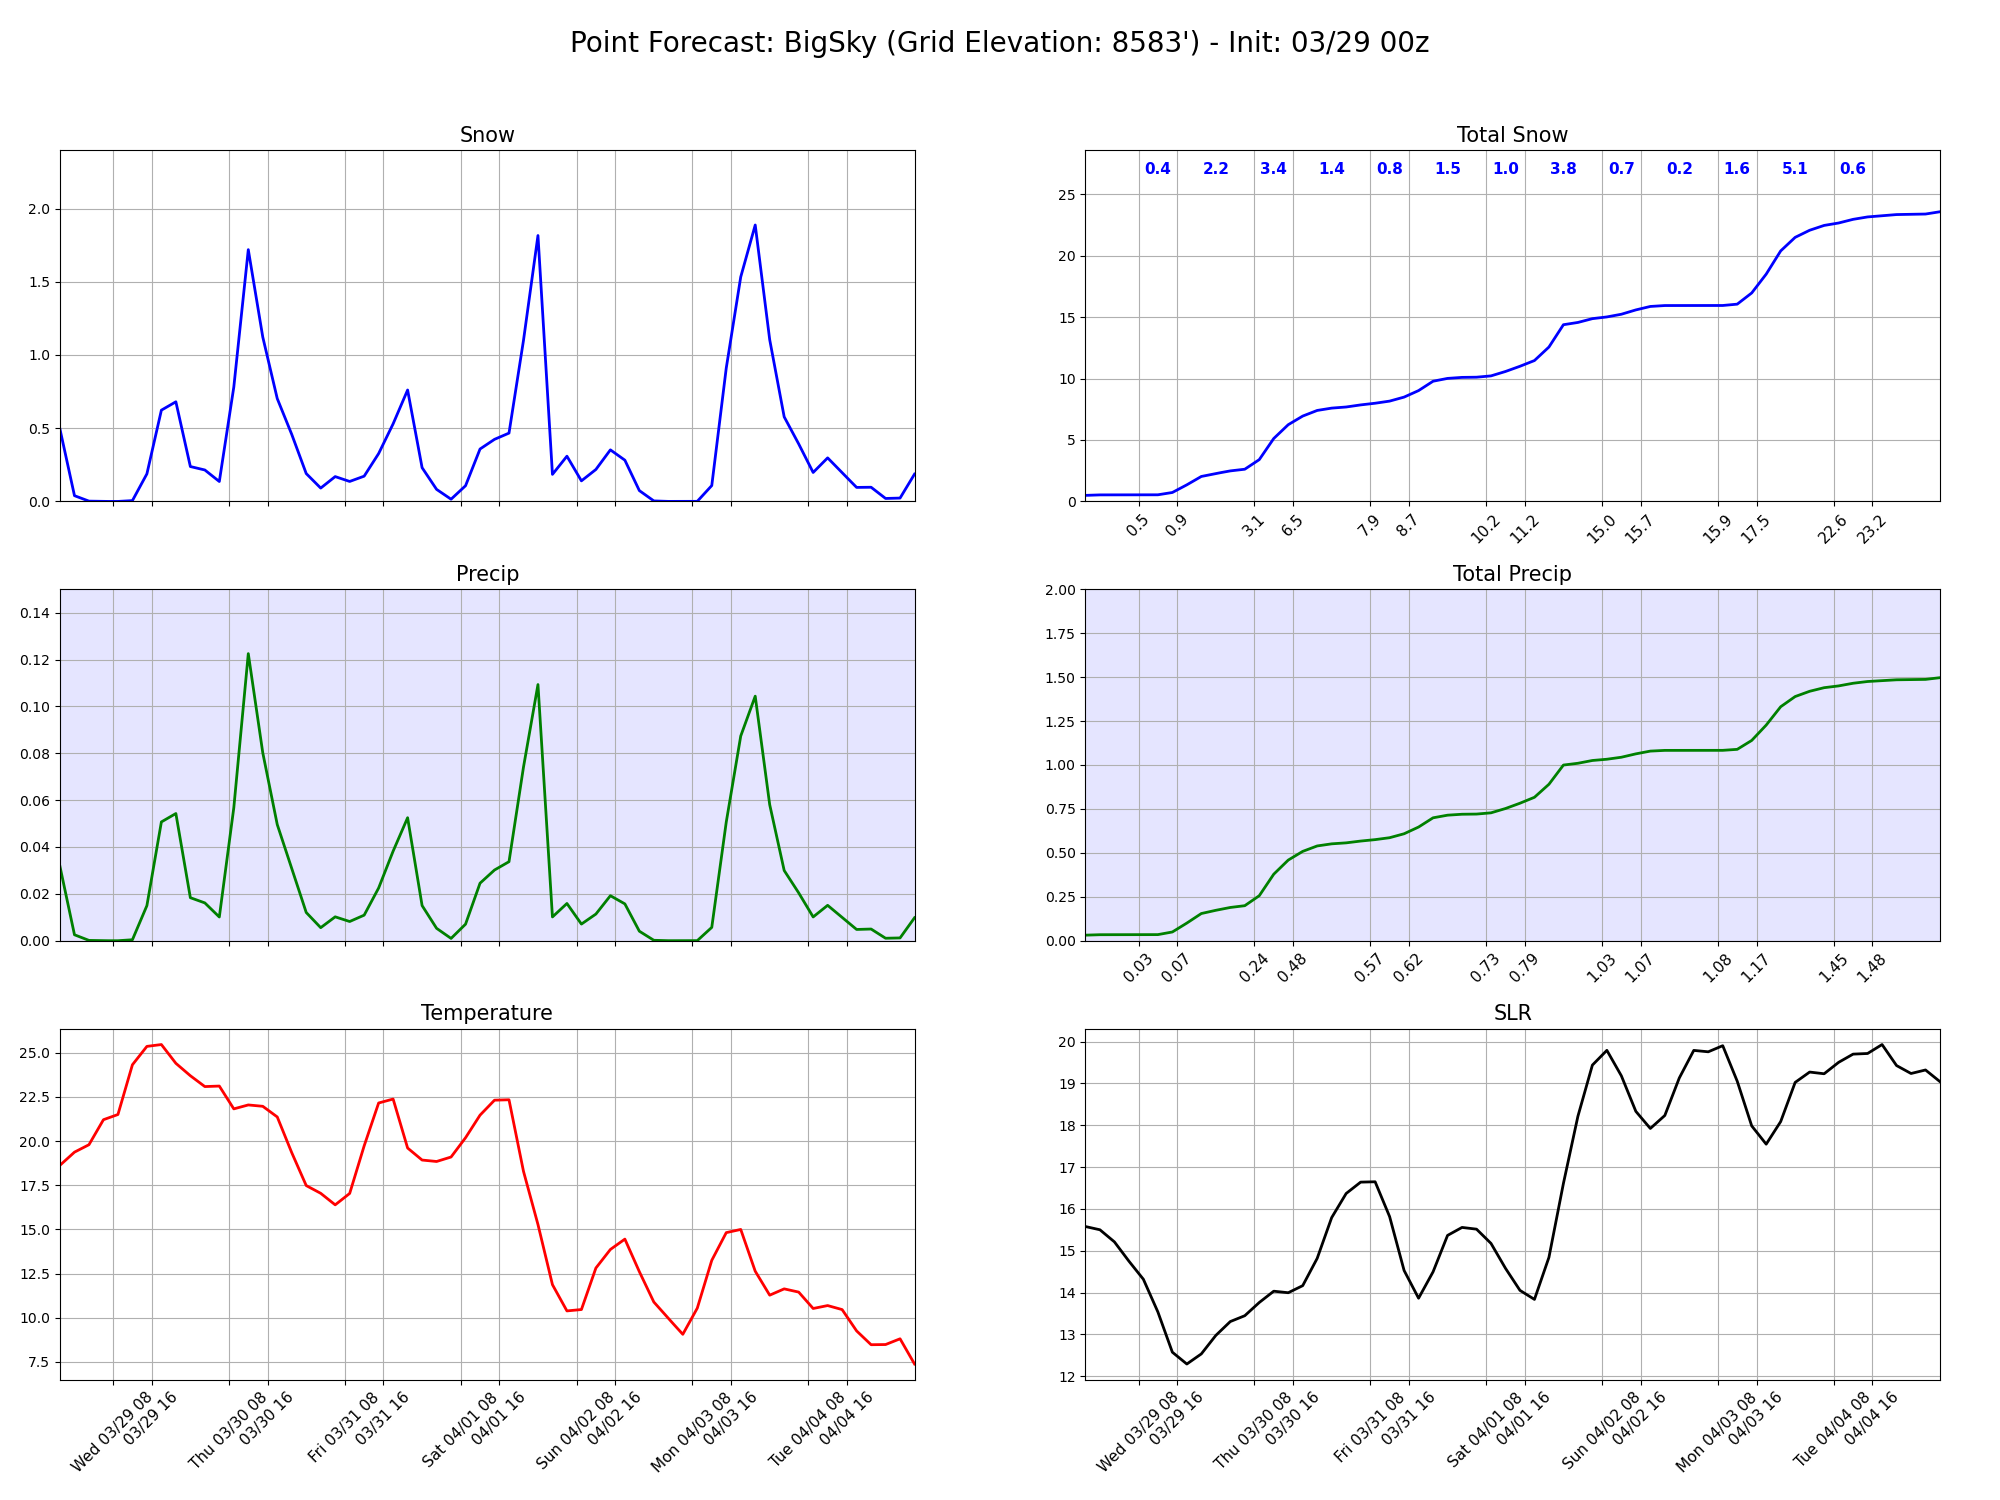 Point Forecast: BigSky (Grid Elevation: 8583') - Init: 03/29 00z
Snow
2.0
1.5
1.0
0.5
0.0
Total Snow
0.4 2.2 3.4 1.4 0.8 1.5 1.0 3.8 0.7 0.2 1.6 5.1 0.6
25
20
15
10
5
0
0.5 0.9 3.1 6.5 7.9 8.7 10.2 11.2 15.0 15.7 15.9 17.5 22.6 23.2
Precip
0.14
0.12
0.10
0.08
0.06
0.04
0.02
0.00
Total Precip
2.00
1.75
1.50
1.25
1.00
0.75
0.50
0.25
0.00
0.03 0.07 0.24 0.48 0.57 0.62 0.73 0.79 1.03 1.07 1.08 1.17 1.45 1.48
Temperature
25.0
22.5
20.0
17.5
15.0
12.5
10.0
7.5
Wed 03/29 08
03/29 16
Thu 03/30 08
03/30 16
Fri 03/31 08
03/31 16
Sat 04/01 08
04/01 16
Sun 04/02 08
04/02 16
Mon 04/03 08
04/03 16
Tue 04/04 08
04/04 16
SLR
20
19
18
17
16
15
14
13
12
Wed 03/29 08
03/29 16
Thu 03/30 08
03/30 16
Fri 03/31 08
03/31 16
Sat 04/01 08
04/01 16
Sun 04/02 08
04/02 16
Mon 04/03 08
04/03 16
Tue 04/04 08
04/04 16